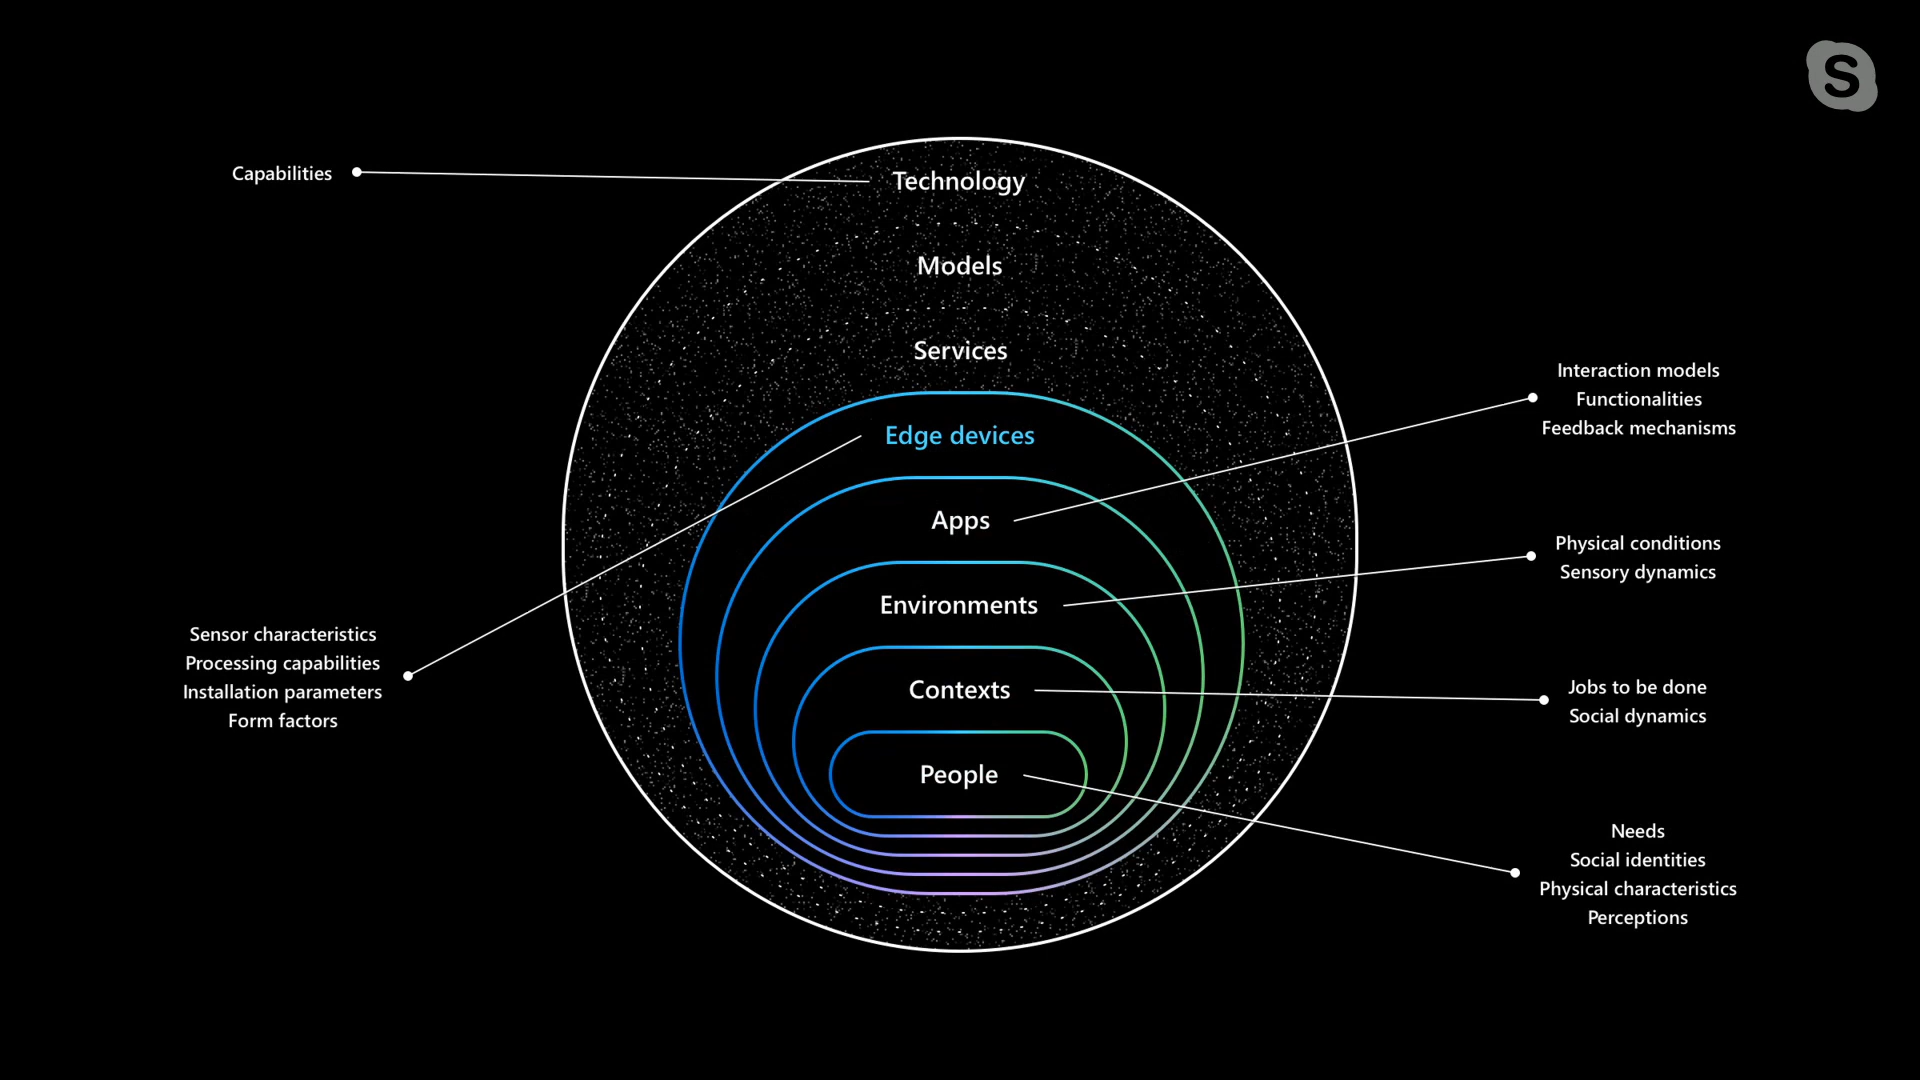 S
Capabilities
Technology
Models
Services
Edge devices
Apps
Environments
Contexts
People
Sensor characteristics
Processing capabilities
Installation parameters
Form factors
Interaction models
Functionalities
Feedback mechanisms
Physical conditions
Sensory dynamics
Jobs to be done
Social dynamics
Needs
Social identities
Physical characteristics
Perceptions